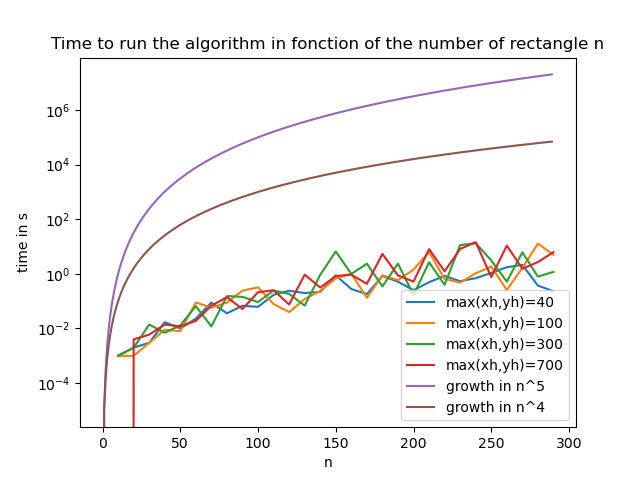 Time to run the algorithm in fonction of the number of rectangle n
time in s
10^6
10^4
10^2
10^0
10^−2
10^−4
0
50
100
150
200
250
300
n
max(xh,yh)=40
max(xh,yh)=100
max(xh,yh)=300
max(xh,yh)=700
growth in n^5
growth in n^4